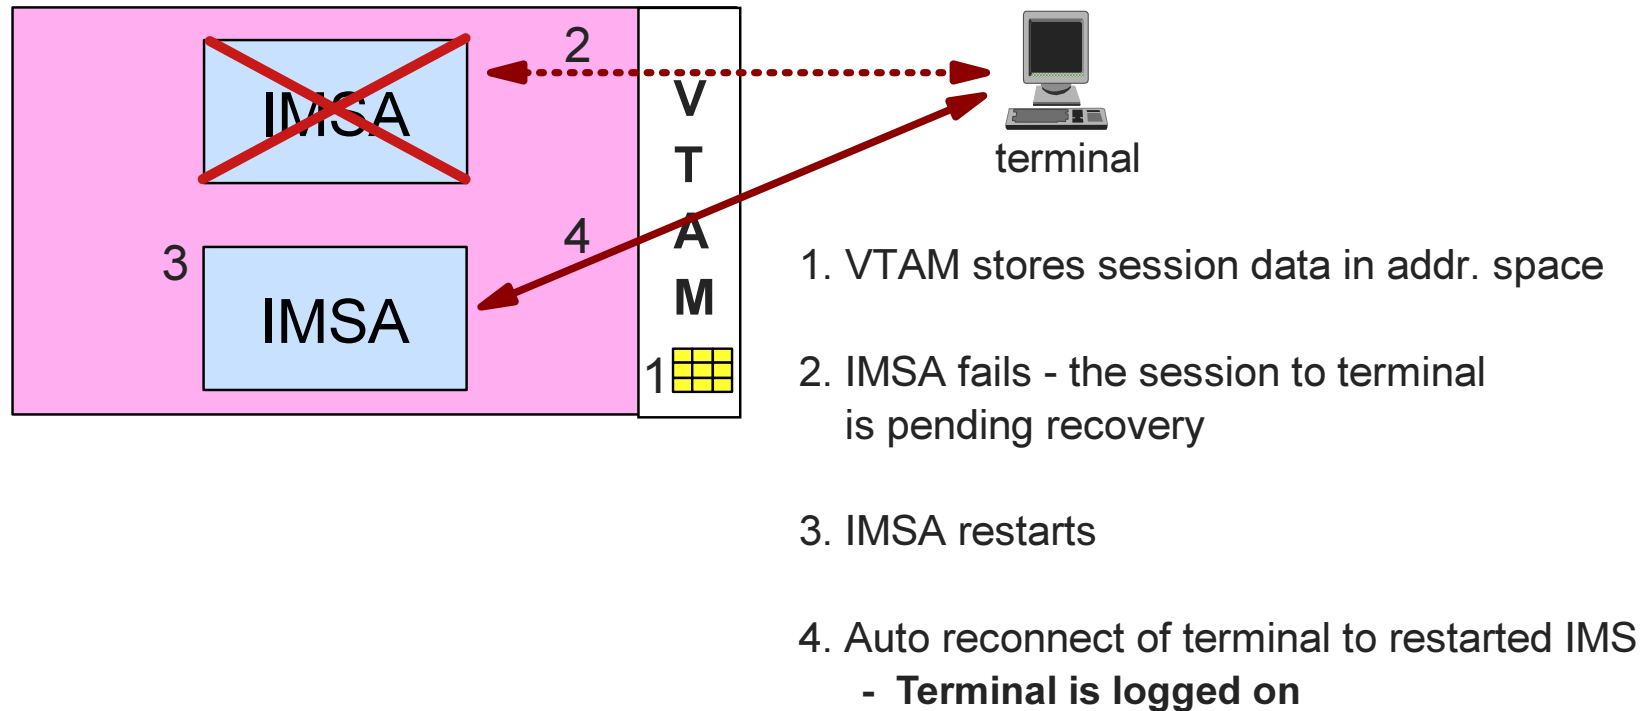 IMSA
2
V
T
A
M
terminal
3
4
IMSA
1
1. VTAM stores session data in addr. space
2. IMSA fails - the session to terminal
is pending recovery
3. IMSA restarts
4. Auto reconnect of terminal to restarted IMS
- Terminal is logged on